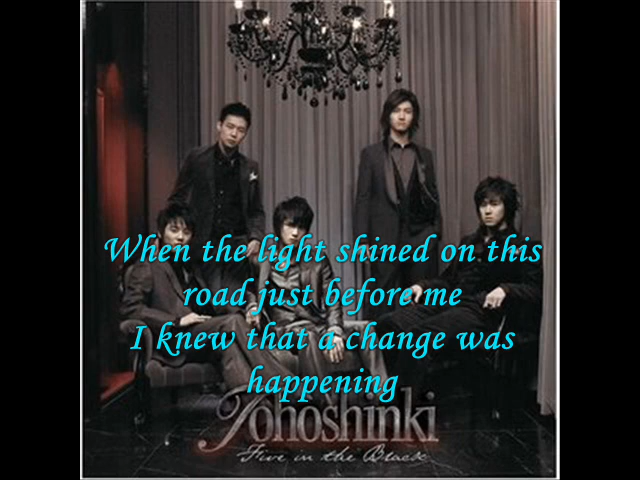 When the light shined on this
road just before me
I knew that a change was
happening
Tohoshinki
Five in the Black